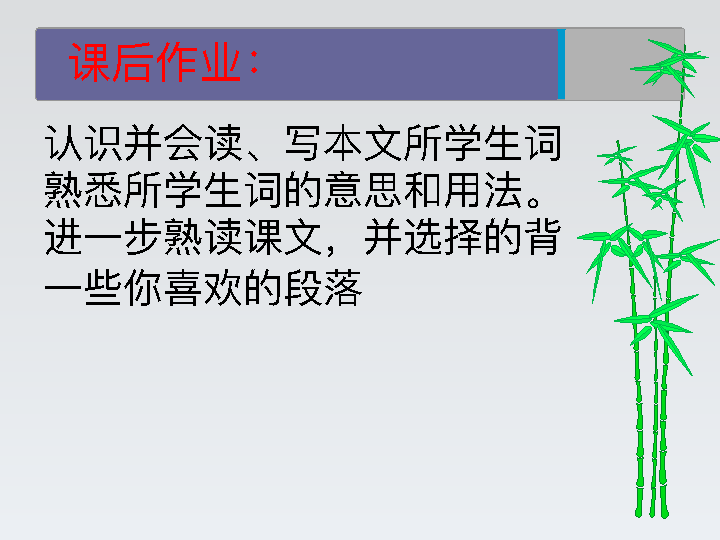 课后作业：
认识并会读、写本文所学生词
熟悉所学生词的意思和用法。
进一步熟读课文，并选择的背
一些你喜欢的段落